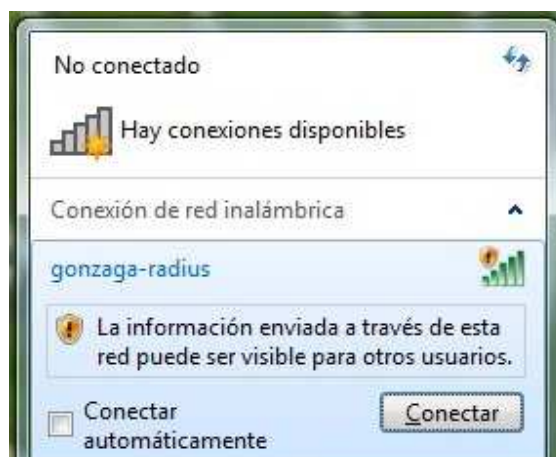 No conectado
Hay conexiones disponibles
Conexión de red inalámbrica
gonzaga-radius
La información enviada a través de esta
red puede ser visible para otros usuarios.
Conectar
automáticamente
Conectar